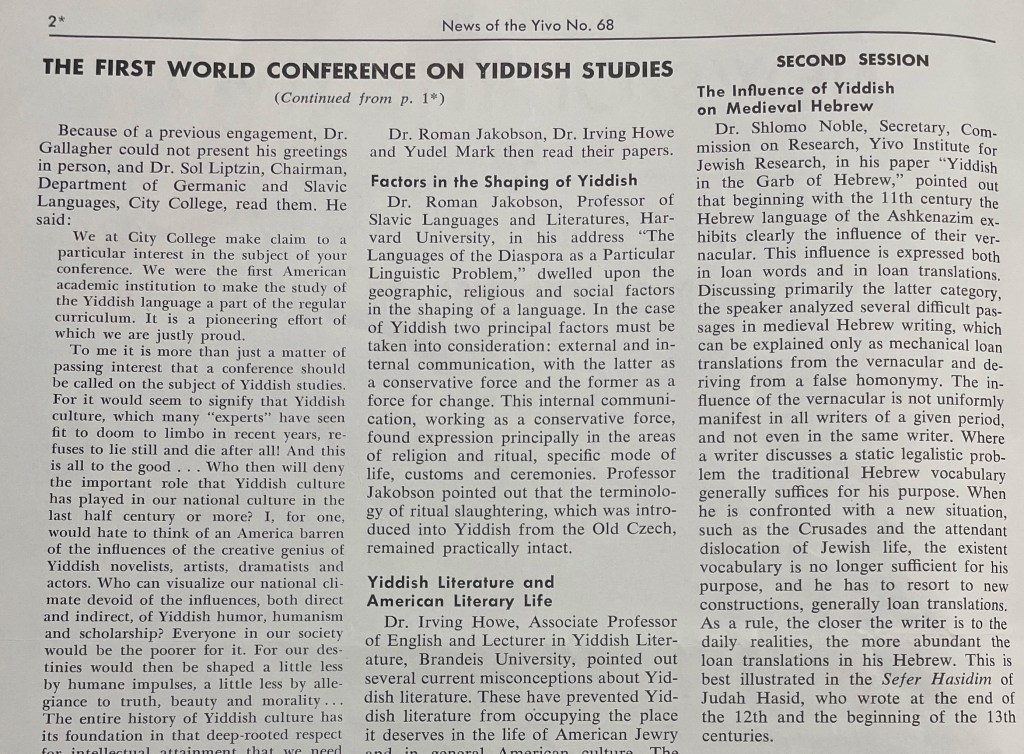 2*
News of the Yivo No. 68
THE FIRST WORLD CONFERENCE ON YIDDISH STUDIES
(Continued from p. 1*)
Because of a previous engagement, Dr.
Gallagher could not present his greetings
in person, and Dr. Sol Liptzin, Chairman,
Department of Germanic and Slavic
Languages, City College, read them. He
said:
We at City College make claim to a
particular interest in the subject of your
conference. We were the first American
academic institution to make the study of
the Yiddish language a part of the regular
curriculum. It is a pioneering effort of
which we are justly proud.
To me it is more than just a matter of
passing interest that a conference should
be called on the subject of Yiddish studies.
For it would seem to signify that Yiddish
culture, which many "experts" have seen
fit to doom to limbo in recent years, re-
fuses to lie still and die after all! And this
is all to the good . . . Who then will deny
the important role that Yiddish culture
has played in our national culture in the
last half century or more? I, for one,
would hate to think of an America barren
of the influences of the creative genius of
Yiddish novelists, artists, dramatists and
actors. Who can visualize our national cli-
mate devoid of the influences, both direct
and indirect, of Yiddish humor, humanism
and scholarship? Everyone in our society
would be the poorer for it. For our des-
tinies would then be shaped a little less
by humane impulses, a little less by alle-
giance to truth, beauty and morality . . .
The entire history of Yiddish culture has
its foundation in that deep-rooted respect
for intellectual attainment that we need
Dr. Roman Jakobson, Dr. Irving Howe
and Yudel Mark then read their papers.
Factors in the Shaping of Yiddish
Dr. Roman Jakobson, Professor of
Slavic Languages and Literatures, Har-
vard University, in his address "The
Languages of the Diaspora as a Particular
Linguistic Problem," dwelled upon the
geographic, religious and social factors
in the shaping of a language. In the case
of Yiddish two principal factors must be
taken into consideration: external and in-
ternal communication, with the latter as
a conservative force and the former as a
force for change. This internal communi-
cation, working as a conservative force,
found expression principally in the areas
of religion and ritual, specific mode of
life, customs and ceremonies. Professor
Jakobson pointed out that the terminolo-
gy of ritual slaughtering, which was intro-
duced into Yiddish from the Old Czech,
remained practically intact.
Yiddish Literature and
American Literary Life
Dr. Irving Howe, Associate Professor
of English and Lecturer in Yiddish Liter-
ature, Brandeis University, pointed out
several current misconceptions about Yid-
dish literature. These have prevented Yid-
dish literature from occupying the place
it deserves in the life of American Jewry
and in general American culture. The
SECOND SESSION
The Influence of Yiddish
on Medieval Hebrew
Dr. Shlomo Noble, Secretary, Com-
mission on Research, Yivo Institute for
Jewish Research, in his paper "Yiddish
in the Garb of Hebrew," pointed out
that beginning with the 11th century the
Hebrew language of the Ashkenazim ex-
hibits clearly the influence of their ver-
nacular. This influence is expressed both
in loan words and in loan translations.
Discussing primarily the latter category,
the speaker analyzed several difficult pas-
sages in medieval Hebrew writing, which
can be explained only as mechanical loan
translations from the vernacular and de-
riving from a false homonymy. The in-
fluence of the vernacular is not uniformly
manifest in all writers of a given period,
and not even in the same writer. Where
a writer discusses a static legalistic prob-
lem the traditional Hebrew vocabulary
generally suffices for his purpose. When
he is confronted with a new situation,
such as the Crusades and the attendant
dislocation of Jewish life, the existent
vocabulary is no longer sufficient for his
purpose, and he has to resort to new
constructions, generally loan translations.
As a rule, the closer the writer is to the
daily realities, the more abundant the
loan translations in his Hebrew. This is
best illustrated in the Sefer Hasidim of
Judah Hasid, who wrote at the end of
the 12th and the beginning of the 13th
centuries.